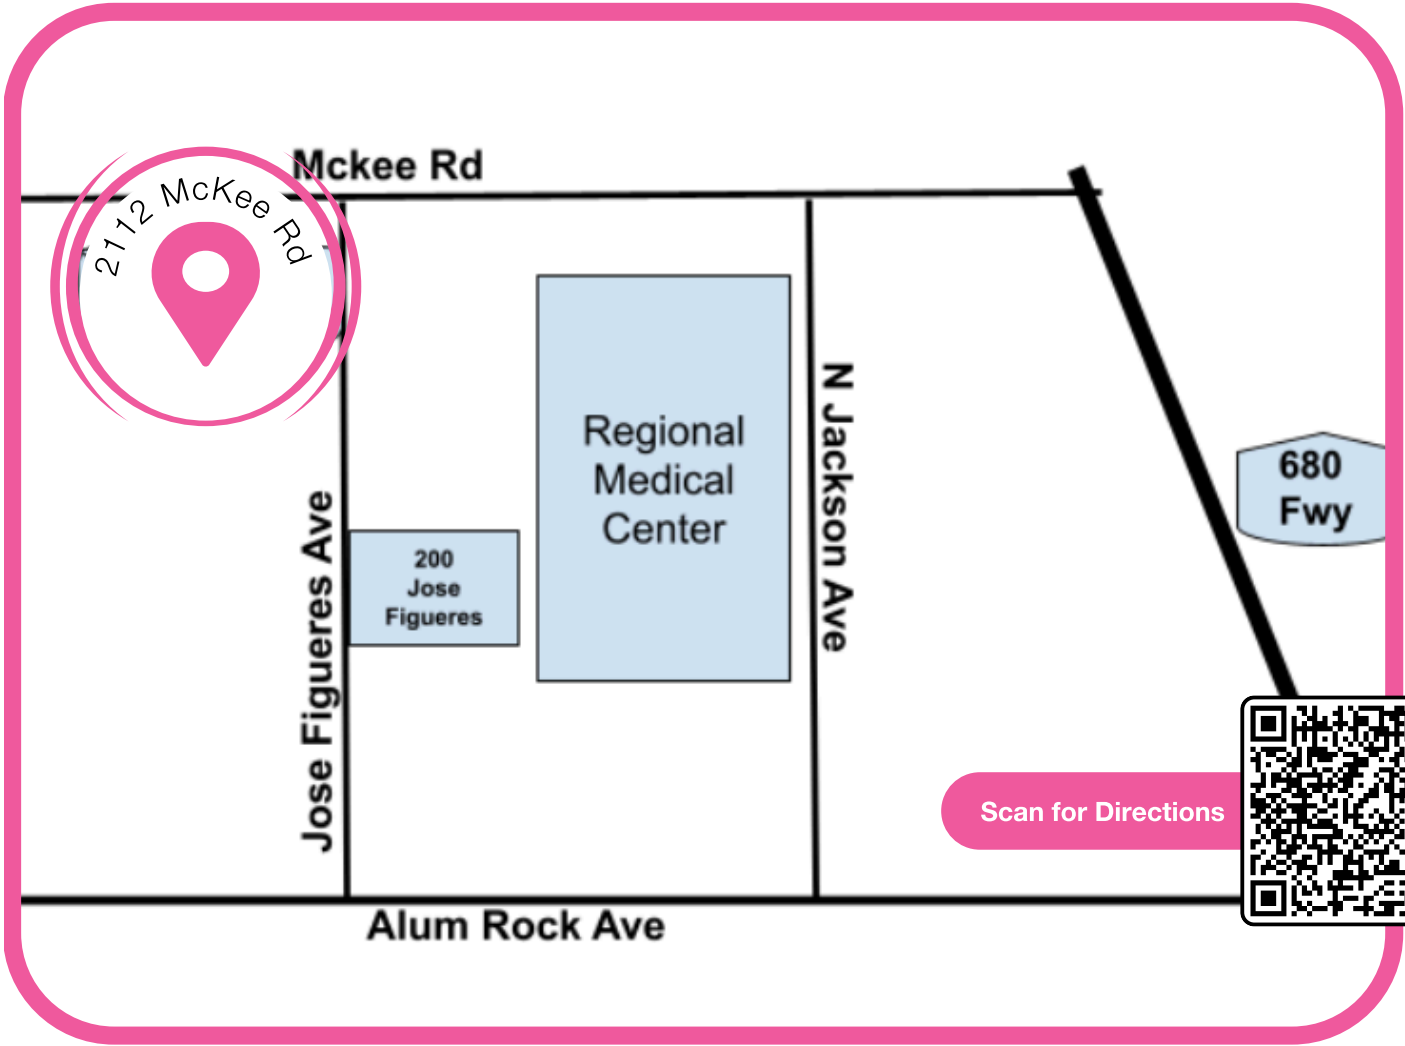 Mckee Rd
2112 McKee Rd
Regional
Medical
Center
N Jackson Ave
680
Fwy
200
Jose
Figueres
Jose Figueres Ave
Scan for Directions
Alum Rock Ave